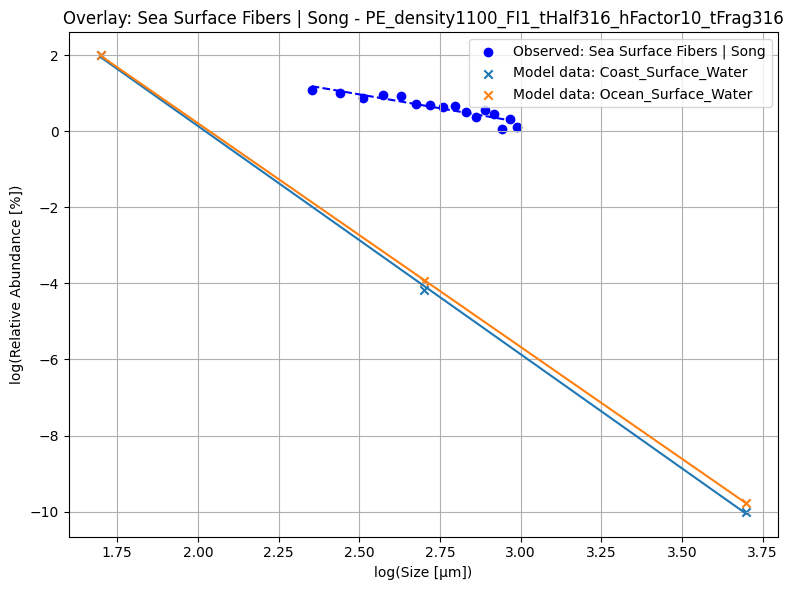 Overlay: Sea Surface Fibers | Song - PE_density1100_FI1_tHalf316_hFactor10_tFrag316
Observed: Sea Surface Fibers | Song
Model data: Coast_Surface_Water
Model data: Ocean_Surface_Water
log(Relative Abundance [%])
2
0
−2
−4
−6
−8
−10
1.75
2.00
2.25
2.50
2.75
3.00
3.25
3.50
3.75
log(Size [μm])